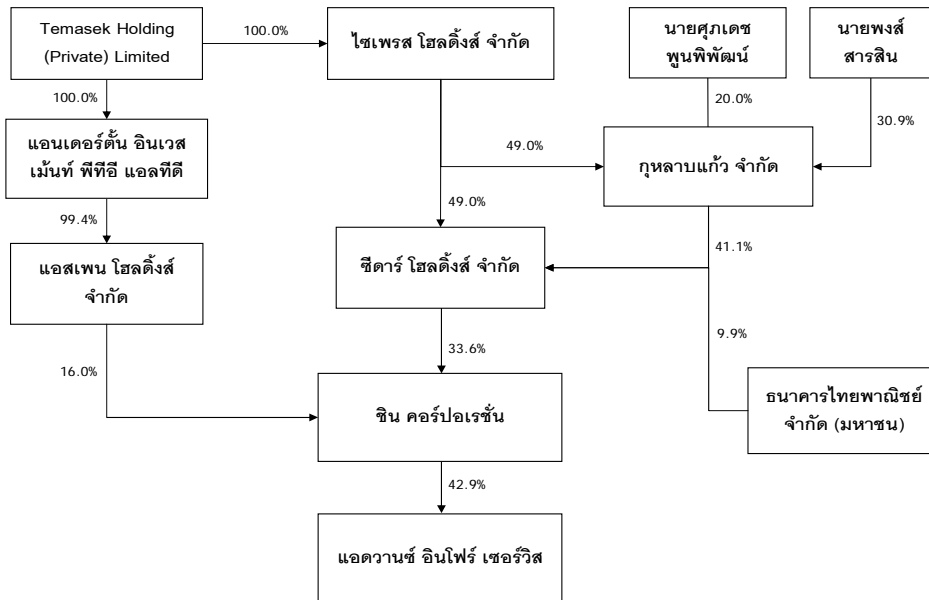 Temasek Holding
(Private) Limited
100.0%
ไซเพรส โฮลดิ้งส์ จำกัด
นายศุภเดช
พูนพิพัฒน์
นายพงส์
สารสิน
100.0%
20.0%
30.9%
แอนเดอร์ตั้น อินเวส
เม้นท์ พีทีอี แอลทีดี
49.0%
กุหลาบแก้ว จำกัด
99.4%
49.0%
41.1%
แอสเพน โฮลดิ้งส์
จำกัด
ซีดาร์ โฮลดิ้งส์ จำกัด
16.0%
33.6%
9.9%
ชิน คอร์ปอเรชั่น
ธนาคารไทยพาณิชย์
จำกัด (มหาชน)
42.9%
แอดวานซ์ อินโฟร์ เซอร์วิส